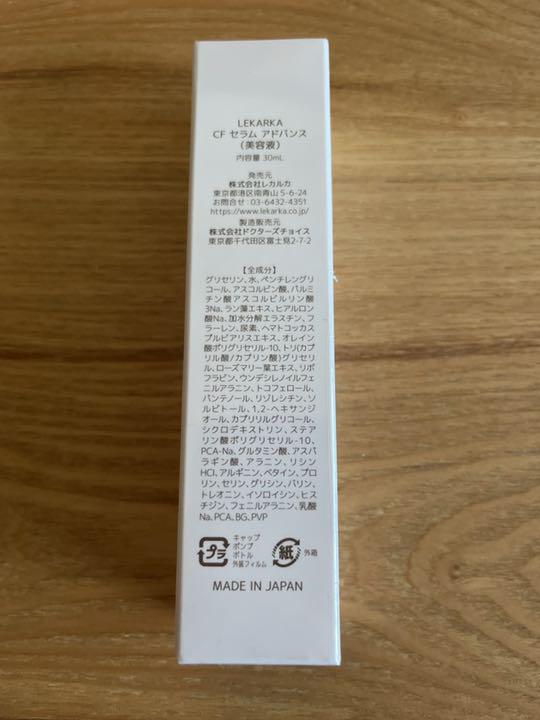 LEKARKA
CF セラム アドバンス
（美容液）
内容量 30mL
発売元
株式会社レカルカ
東京都港区南青山 5-6-24
お問合せ：03-6432-4351
https://www.lekarka.co.jp/
製造販売元
株式会社ドクターズチョイス
東京都千代田区富士見2-7-2
【全成分】
グリセリン、水、ペンチレングリ
コール、アスコルビン酸、パルミ
チン酸アスコルビルリン酸
3Na、ラン藻エキス、ヒアルロン
酸Na、加水分解エラスチン、フ
ラーレン、尿素、ヘマトコッカス
プルビアリスエキス、オレイン
酸ポリグリセリル-10、トリ(カプ
リル酸/カプリン酸)グリセリ
ル、ローズマリー葉エキス、リボ
フラビン、ウンデシレノイルフェ
ニルアラニン、トコフェロール、
パンテノール、リゾレシチン、ソ
ルビトール、1,2-ヘキサンジ
オール、カプリリルグリコール、
シクロデキストリン、ステア
リン酸ポリグリセリル-10、
PCA-Na、グルタミン酸、アスパ
ラギン酸、アラニン、リシン
HCl、アルギニン、ベタイン、プロ
リン、セリン、グリシン、バリン、
トレオニン、イソロイシン、ヒス
チジン、フェニルアラニン、乳酸
Na、PCA、BG、PVP
プラ
キャップ
ポンプ
ボトル
外装フィルム
紙
外箱
MADE IN JAPAN